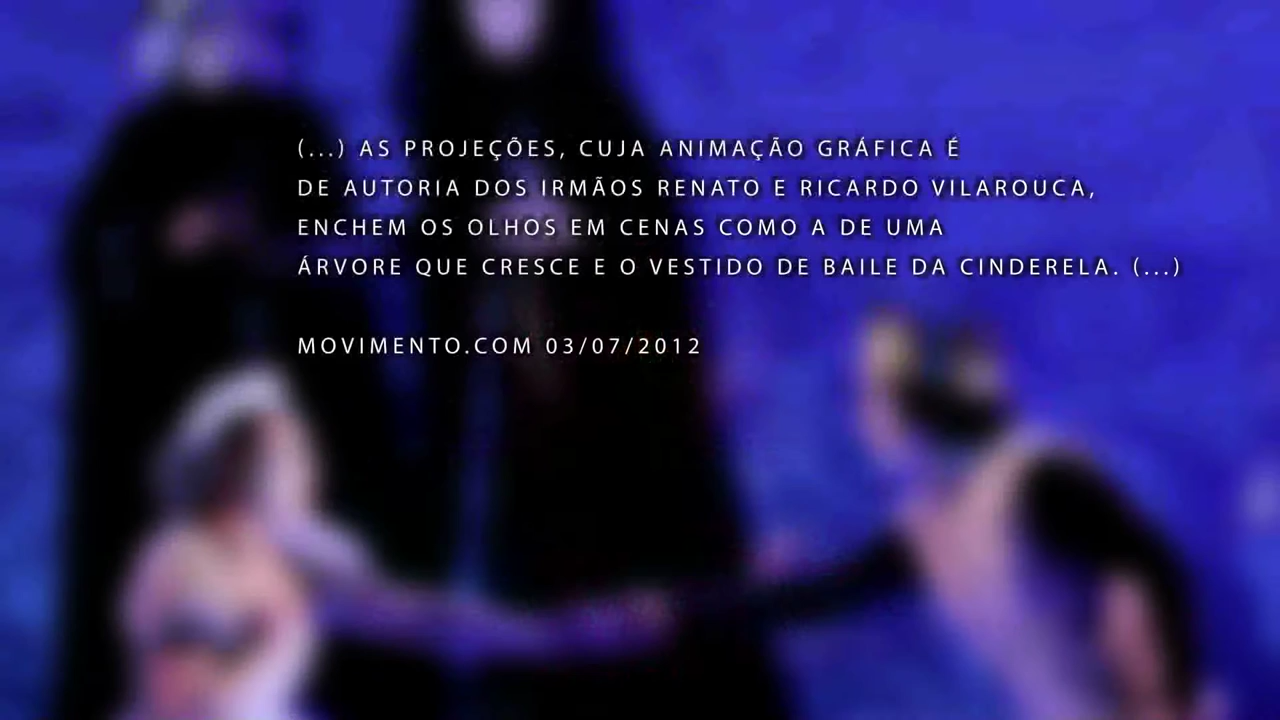 (...) AS PROJEÇÕES, CUJA ANIMAÇÃO GRÁFICA É
DE AUTORIA DOS IRMÃOS RENATO E RICARDO VILAROUCA,
ENCHEM OS OLHOS EM CENAS COMO A DE UMA
ÁRVORE QUE CRESCE E O VESTIDO DE BAILE DA CINDERELA. (...)
MOVIMENTO.COM 03/07/2012